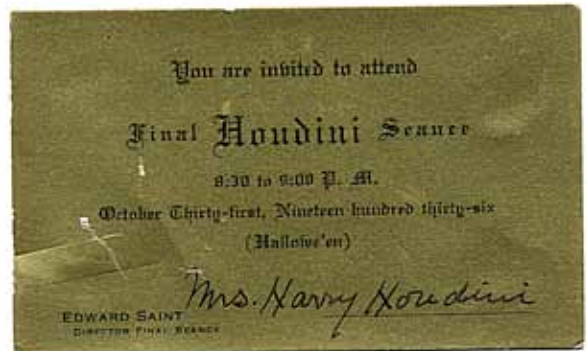 You are invited to attend
Final Houdini Seance
8:30 to 9:00 P. M.
October Thirty-first, Nineteen hundred thirty-six
(Hallowe'en)
Mrs. Harry Houdini
EDWARD SAINT
DIRECTOR FINAL SEANCE